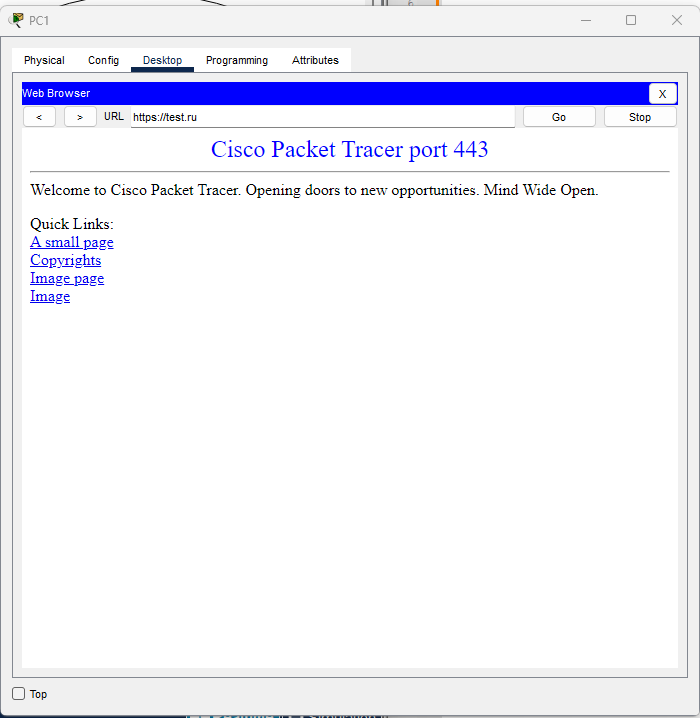 PC1
Physical Config Desktop Programming Attributes
Web Browser X
< > URL https://test.ru Go Stop
Cisco Packet Tracer port 443
Welcome to Cisco Packet Tracer. Opening doors to new opportunities. Mind Wide Open.
Quick Links:
A small page
Copyrights
Image page
Image
Top